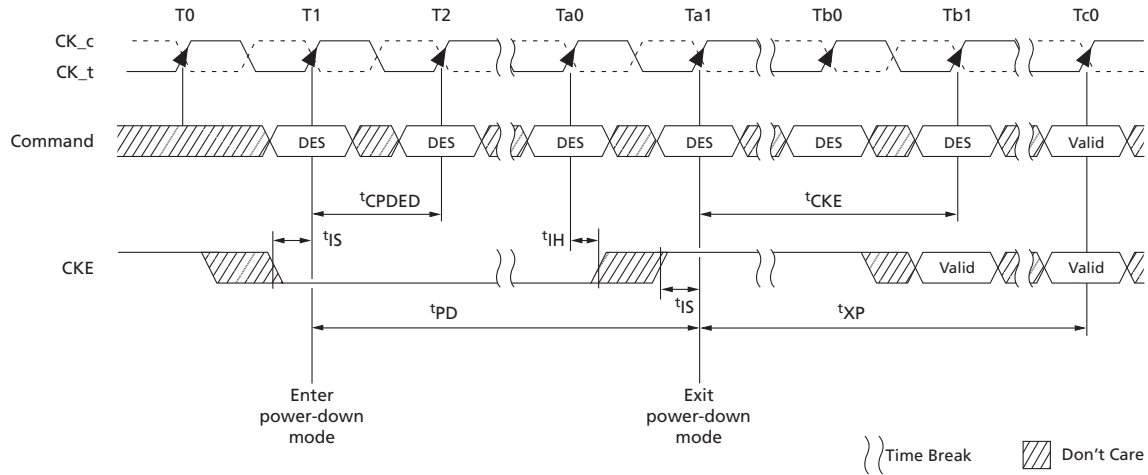 T0 T1 T2 Ta0 Ta1 Tb0 Tb1 Tc0
CK_c
CK_t
Command DES DES DES DES DES DES Valid
tCPDED tCKE
tIS tIH
CKE Valid Valid
tIS
tPD tXP
Enter
power-down
mode
Exit
power-down
mode
Time Break Don't Care